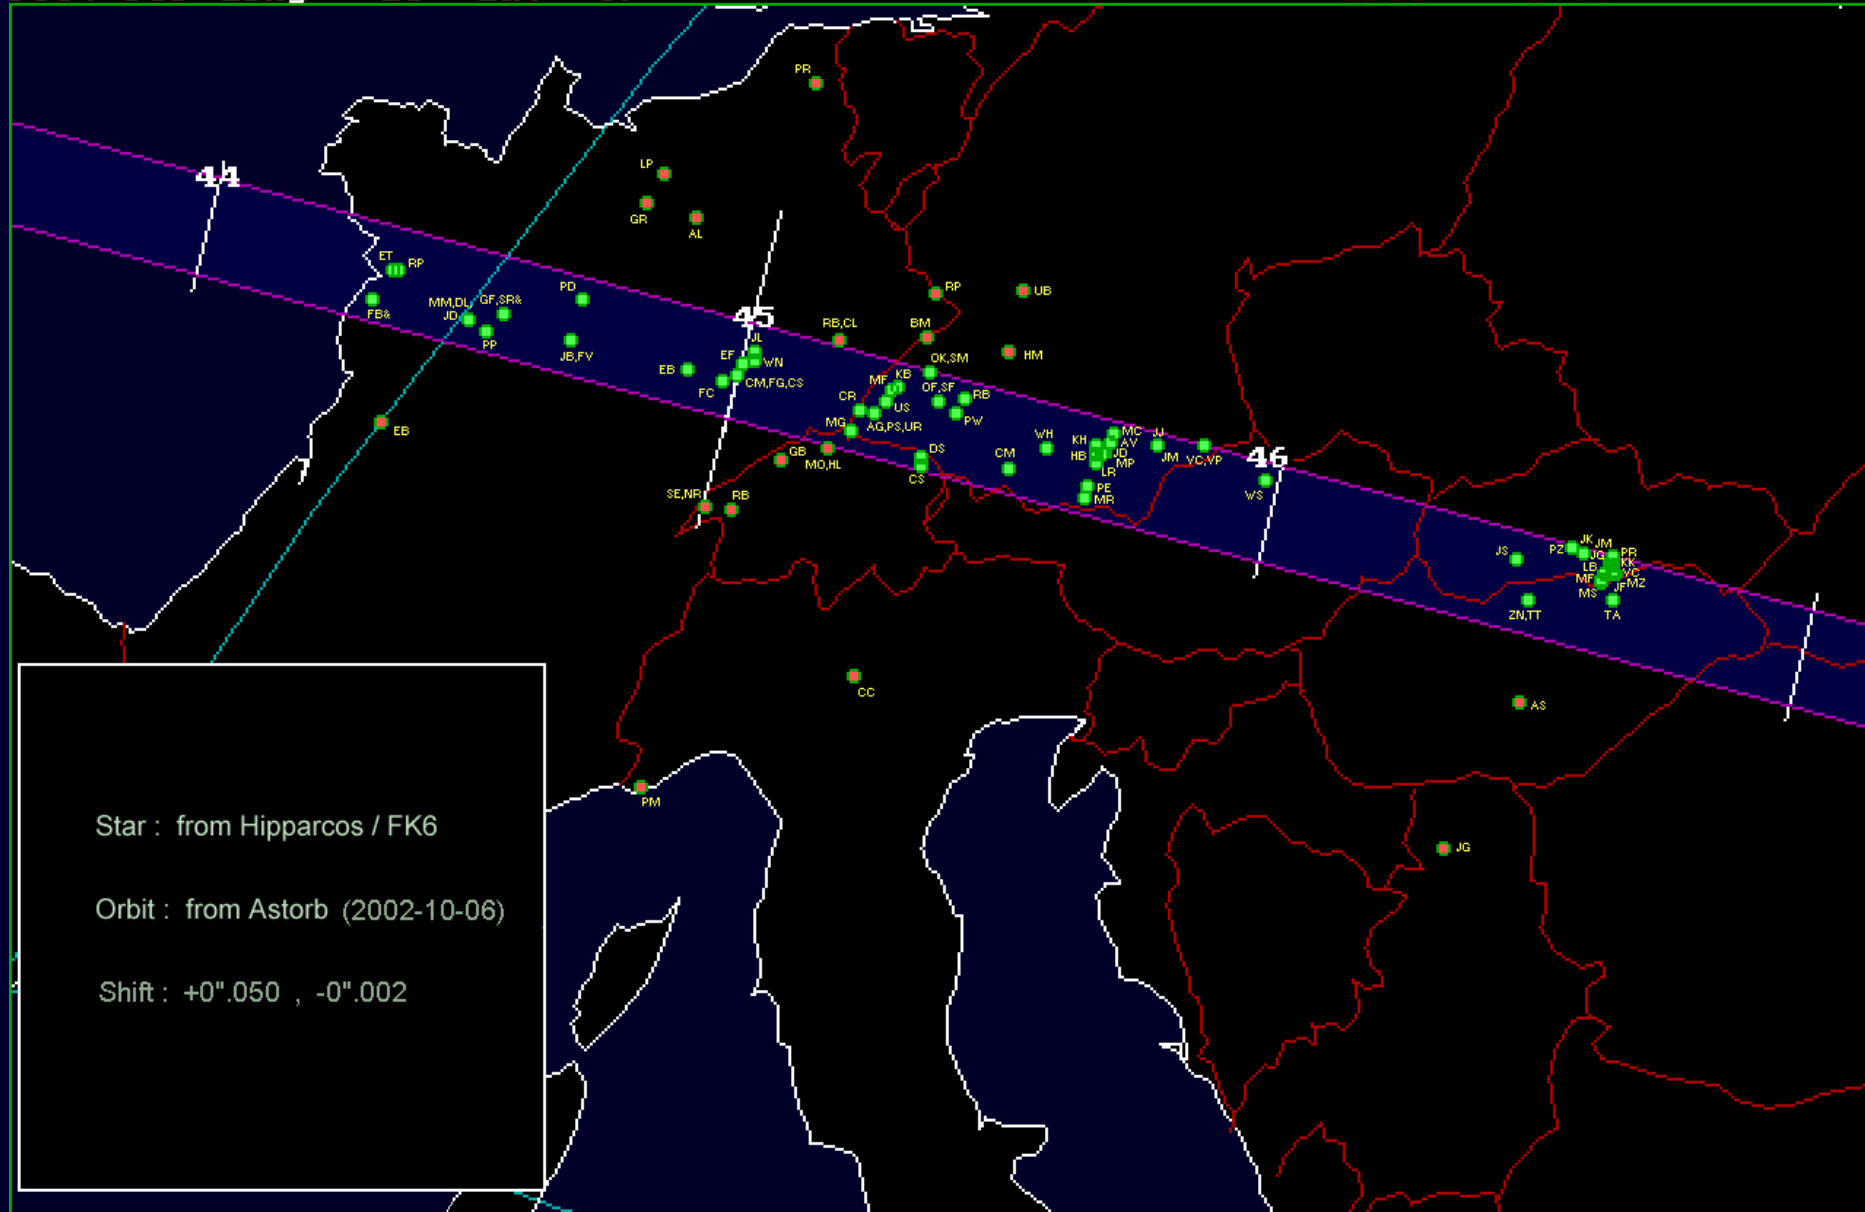 PR
LP
44
GR
AL
ET
RP
RP
UB
PD
MM,DL,
GF,SR&
FB&
JD
45
RB,CL
BM
PP
JL
JB,FV
EF
WN
OK,SM
HM
EB
CM,FG,CS
MF
KB
OF,SF
FC
CR
US
RB
PW
EB
MG
AG,PS,UR
MC
JJ
KH
AV
WH
DS
JD
GB
HB
MP
JM
VC,VP
46
MO,HL
CM
LR
CS
SE,NR
RB
PE
MR
WS
JK
JM
JS
PZ
JG
PR
LB
KK
MF
VC
MS
JF
MZ
ZN,TT
TA
CC
AS
PM
Star : from Hipparcos / FK6
JG
Orbit : from Astorb (2002-10-06)
Shift : +0".050 , -0".002